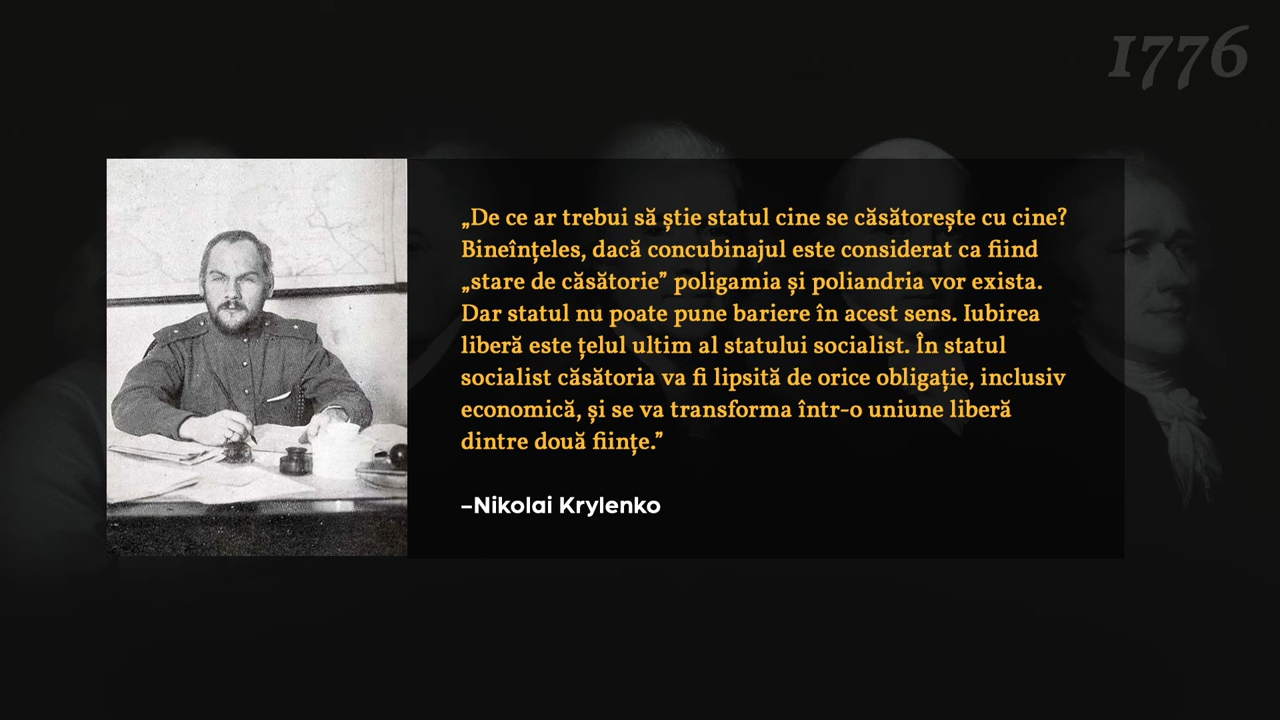 1776
„De ce ar trebui să știe statul cine se căsătorește cu cine?
Bineînțeles, dacă concubinajul este considerat ca fiind
„stare de căsătorie” poligamia și poliandria vor exista.
Dar statul nu poate pune bariere în acest sens. Iubirea
liberă este țelul ultim al statului socialist. În statul
socialist căsătoria va fi lipsită de orice obligație, inclusiv
economică, și se va transforma într-o uniune liberă
dintre două ființe.”
–Nikolai Krylenko